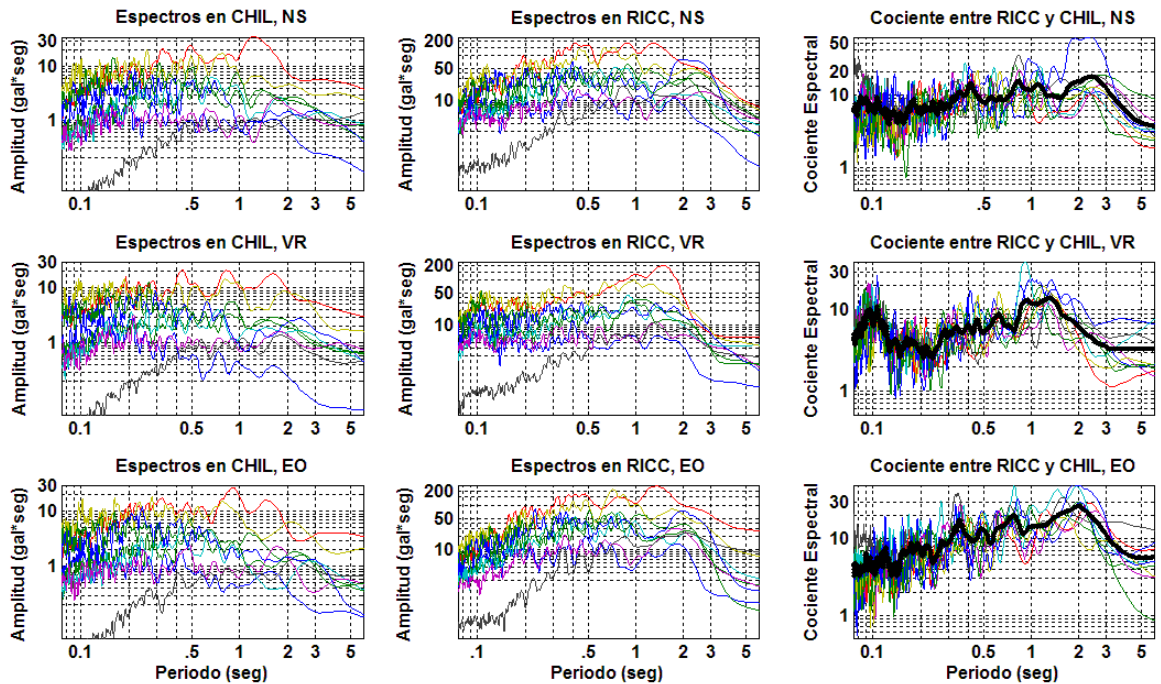 Espectros en CHIL, NS
Espectros en RICC, NS
Cociente entre RICC y CHIL, NS
Amplitud (gal*seg)
30
10
1
0.1 .5 1 2 3 5
Amplitud (gal*seg)
200
50
10
0.1 .5 1 2 3 5
Cociente Espectral
50
20
10
1
0.1 .5 1 2 3 5
Espectros en CHIL, VR
Espectros en RICC, VR
Cociente entre RICC y CHIL, VR
Amplitud (gal*seg)
30
10
1
0.1 0.5 1 2 3 5
Amplitud (gal*seg)
200
50
10
0.1 0.5 1 2 3 5
Cociente Espectral
30
10
1
0.1 0.5 1 2 3 5
Espectros en CHIL, EO
Espectros en RICC, EO
Cociente entre RICC y CHIL, EO
Amplitud (gal*seg)
30
10
1
0.1 0.5 1 2 3 5
Periodo (seg)
Amplitud (gal*seg)
200
50
10
.1 0.5 1 2 3 5
Periodo (seg)
Cociente Espectral
30
10
1
0.1 0.5 1 2 3 5
Periodo (seg)